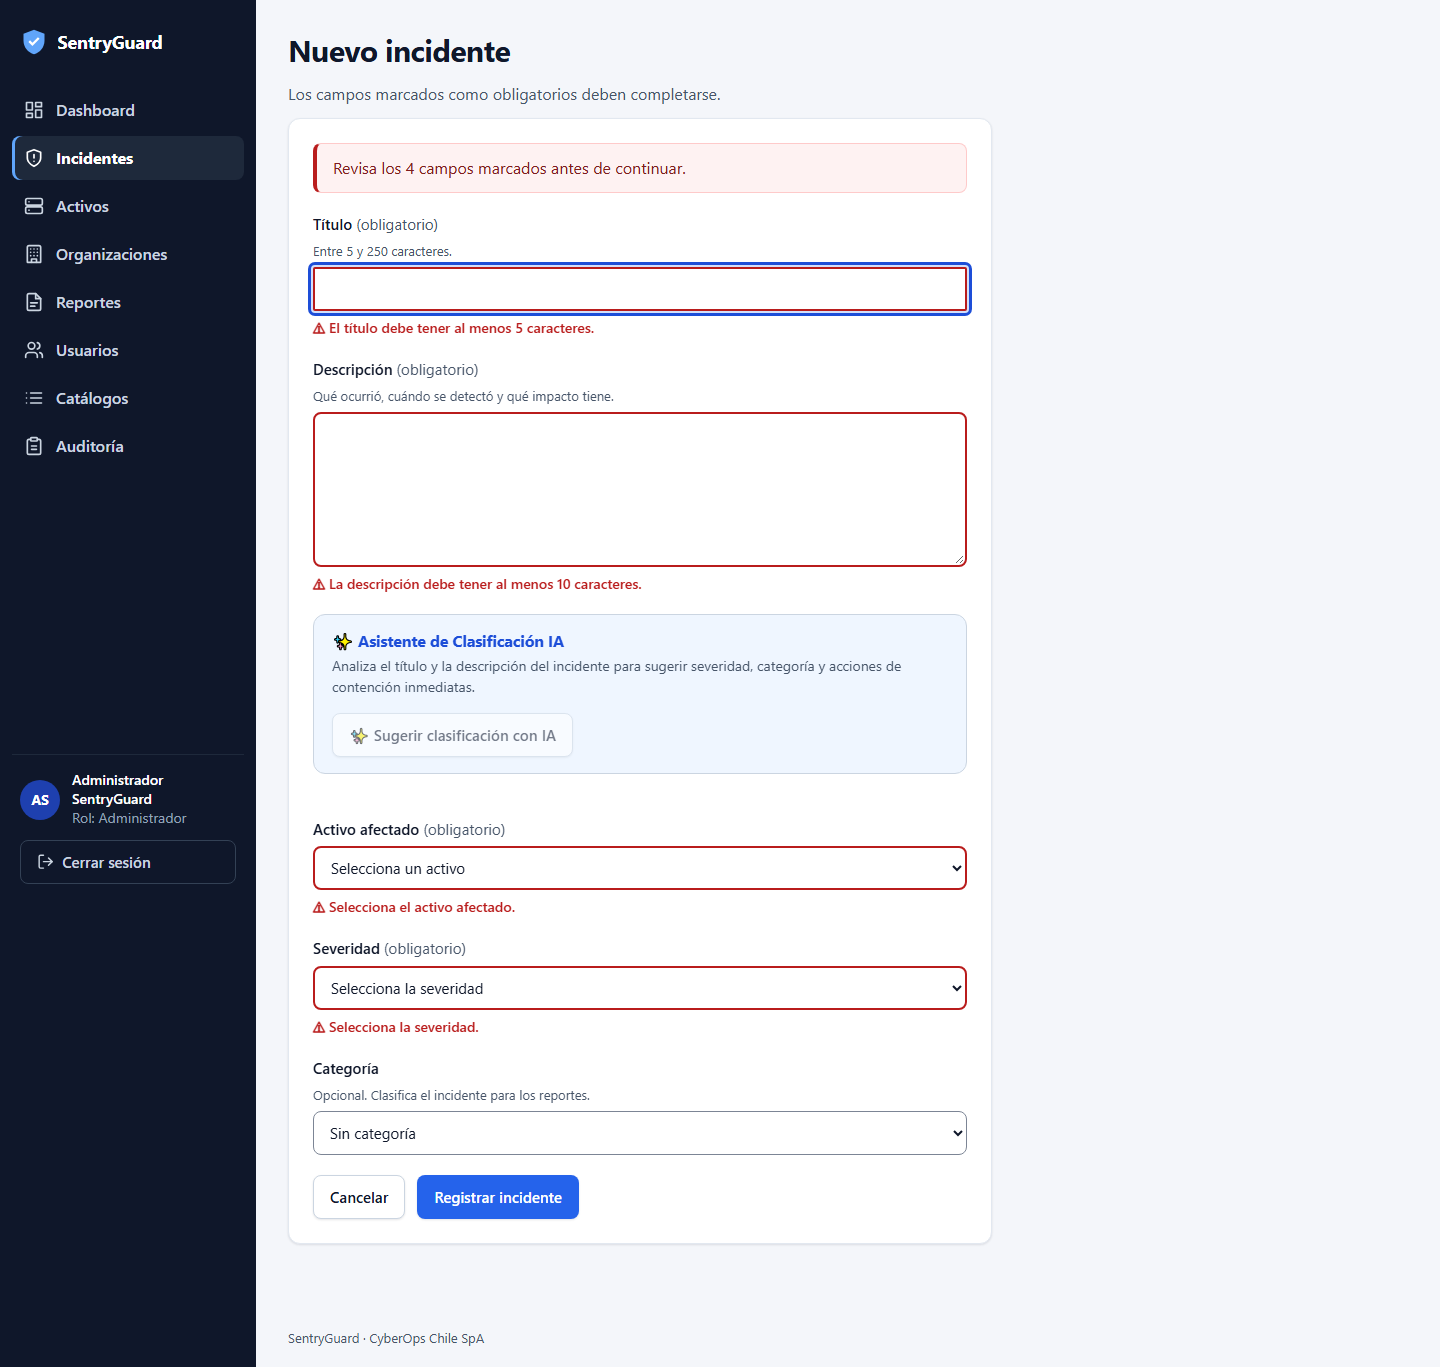 SentryGuard
Dashboard
Incidentes
Activos
Organizaciones
Reportes
Usuarios
Catálogos
Auditoría
AS
Administrador
SentryGuard
Rol: Administrador
Cerrar sesión
Nuevo incidente
Los campos marcados como obligatorios deben completarse.
Revisa los 4 campos marcados antes de continuar.
Título (obligatorio)
Entre 5 y 250 caracteres.
⚠ El título debe tener al menos 5 caracteres.
Descripción (obligatorio)
Qué ocurrió, cuándo se detectó y qué impacto tiene.
⚠ La descripción debe tener al menos 10 caracteres.
✨ Asistente de Clasificación IA
Analiza el título y la descripción del incidente para sugerir severidad, categoría y acciones de
contención inmediatas.
✨ Sugerir clasificación con IA
Activo afectado (obligatorio)
Selecciona un activo
⚠ Selecciona el activo afectado.
Severidad (obligatorio)
Selecciona la severidad
⚠ Selecciona la severidad.
Categoría
Opcional. Clasifica el incidente para los reportes.
Sin categoría
Cancelar
Registrar incidente
SentryGuard · CyberOps Chile SpA